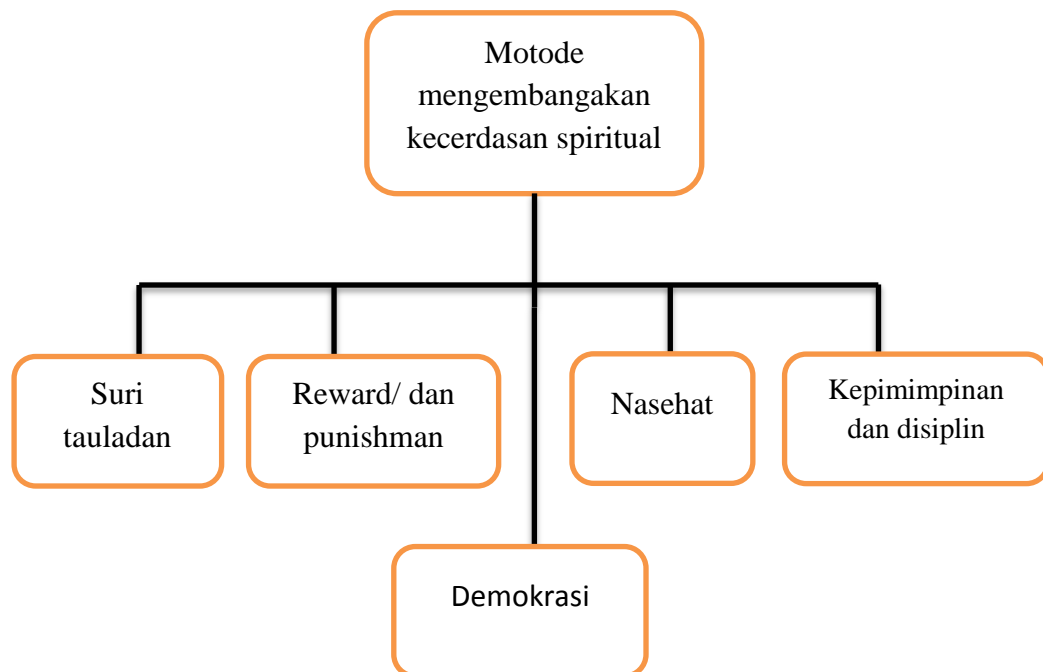 Motode
mengembangakan
kecerdasan spiritual
Suri
tauladan
Reward/ dan
punishman
Nasehat
Kepimimpinan
dan disiplin
Demokrasi